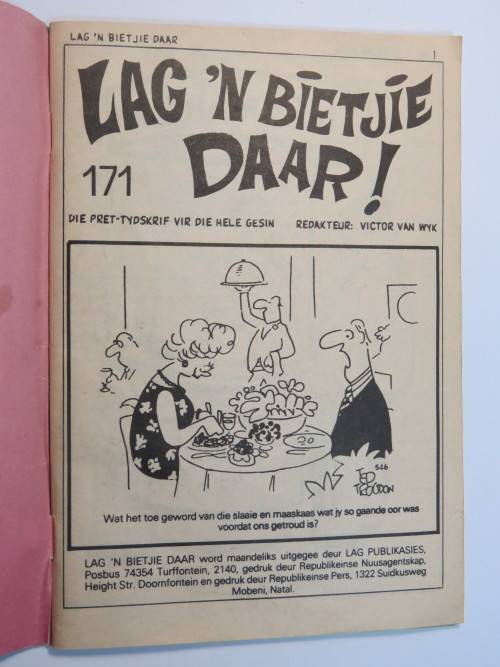 LAG 'N BIETJIE DAAR
1
LAG 'N BIETJIE
DAAR!
171
DIE PRET-TYDSKRIF VIR DIE HELE GESIN REDAKTEUR: VICTOR VAN WYK
526
TED
TROGDON
Wat het toe geword van die slaaie en maaskaas wat jy so gaande oor was
voordat ons getroud is?
LAG 'N BIETJIE DAAR word maandeliks uitgegee deur LAG PUBLIKASIES,
Posbus 74354 Turffontein, 2140, gedruk deur Republikeinse Nuusagentskap,
Height Str. Doornfontein en gedruk deur Republikeinse Pers, 1322 Suidkusweg
Mobeni, Natal.